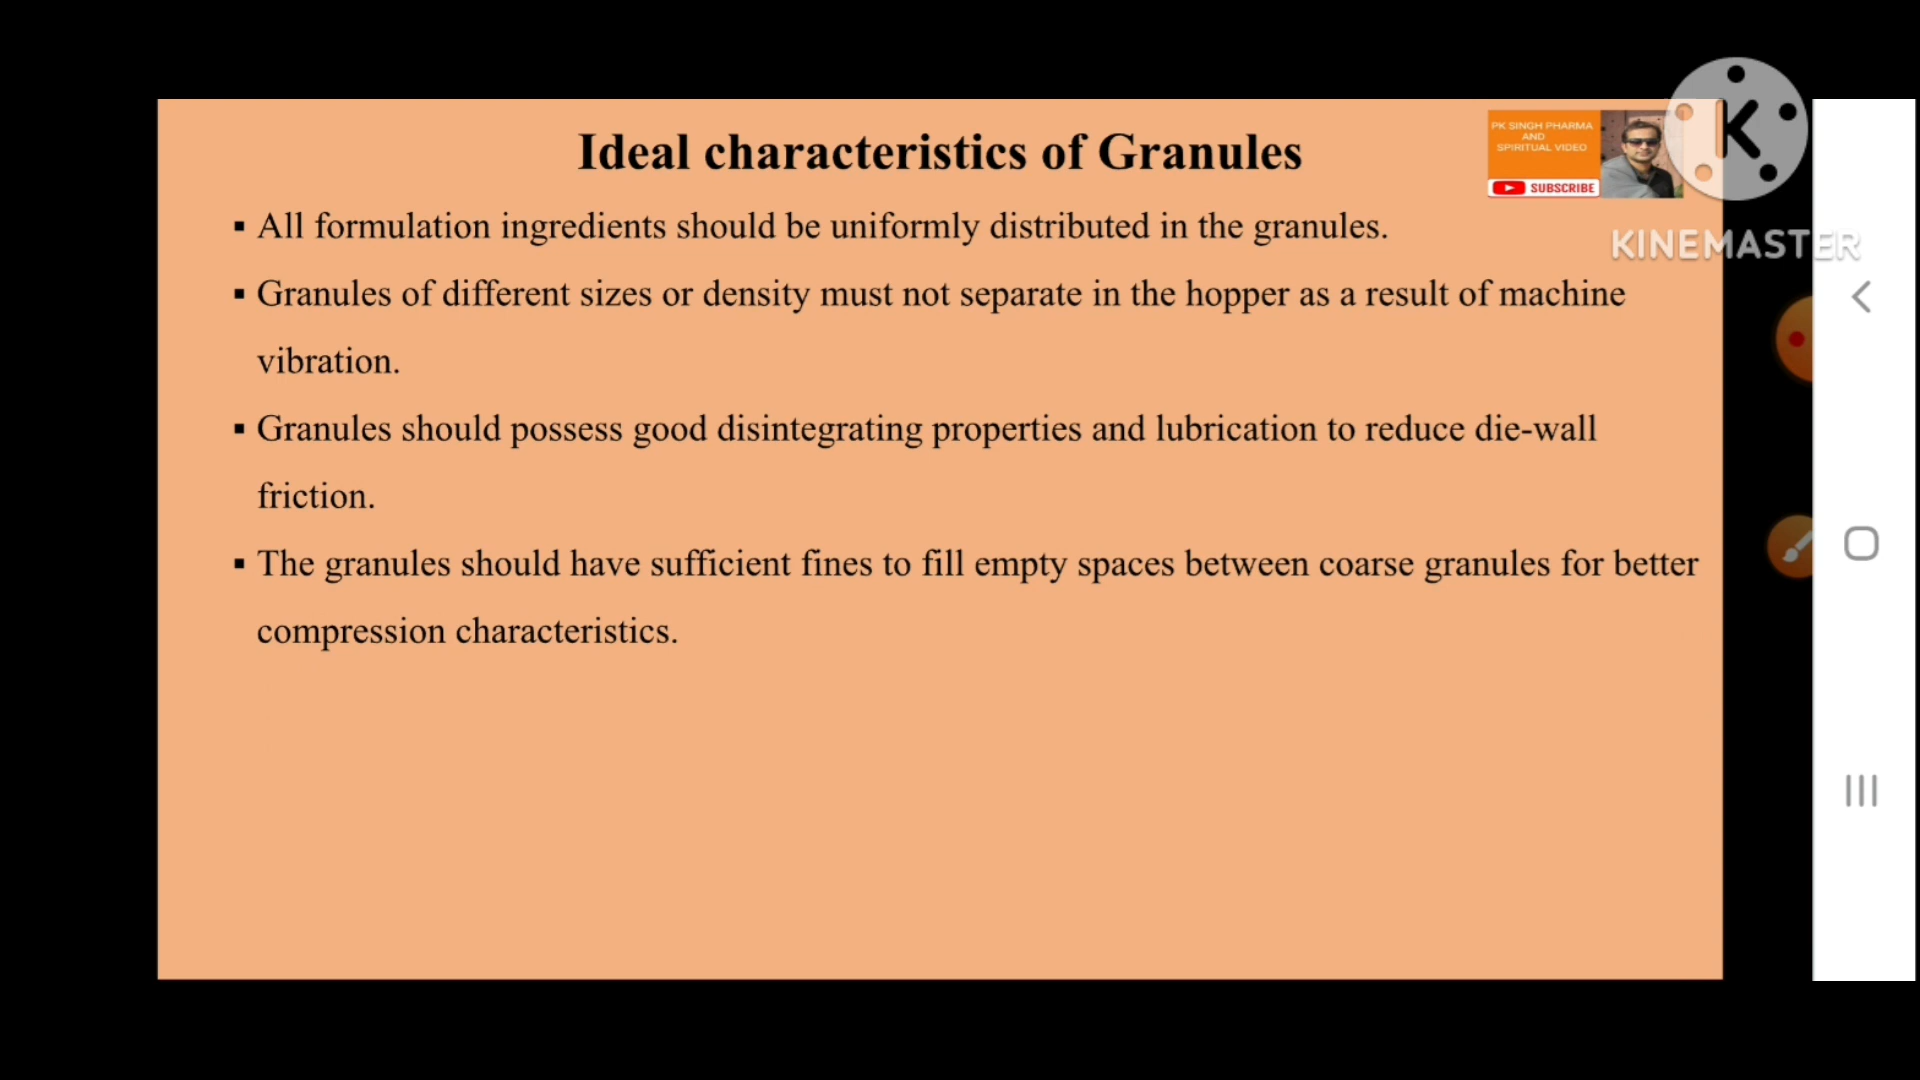 Ideal characteristics of Granules
PK SINGH PHARMA
AND
SPIRITUAL VIDEO
SUBSCRIBE
K
KINEMASTER
▪ All formulation ingredients should be uniformly distributed in the granules.
▪ Granules of different sizes or density must not separate in the hopper as a result of machine
vibration.
▪ Granules should possess good disintegrating properties and lubrication to reduce die-wall
friction.
▪ The granules should have sufficient fines to fill empty spaces between coarse granules for better
compression characteristics.